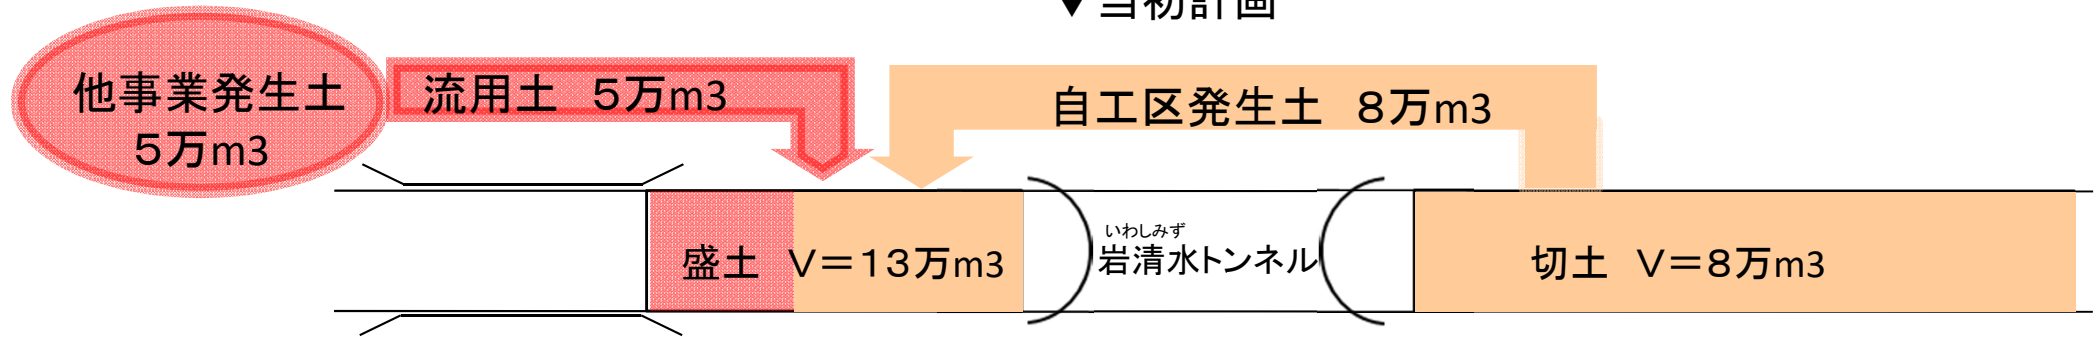 ▼当初計画
他事業発生土
５万m3
流用土　５万m3
自工区発生土　８万m3
盛土　Ｖ＝１３万m3
いわしみず
岩清水トンネル
切土　Ｖ＝８万m3